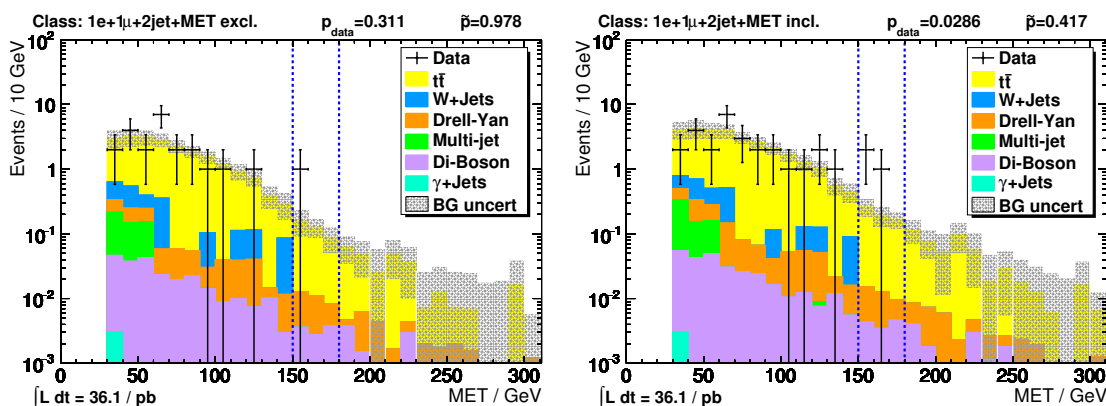 Class: 1e+1μ+2jet+MET excl. p_data=0.311 p̃=0.978
Events / 10 GeV
10²
10
1
10⁻¹
10⁻²
10⁻³
Data
tt̄
W+Jets
Drell-Yan
Multi-jet
Di-Boson
γ+Jets
BG uncert
0 50 100 150 200 250 300
∫L dt = 36.1 / pb
MET / GeV
Class: 1e+1μ+2jet+MET incl. p_data=0.0286 p̃=0.417
Events / 10 GeV
10²
10
1
10⁻¹
10⁻²
10⁻³
Data
tt̄
W+Jets
Drell-Yan
Multi-jet
Di-Boson
γ+Jets
BG uncert
0 50 100 150 200 250 300
∫L dt = 36.1 / pb
MET / GeV